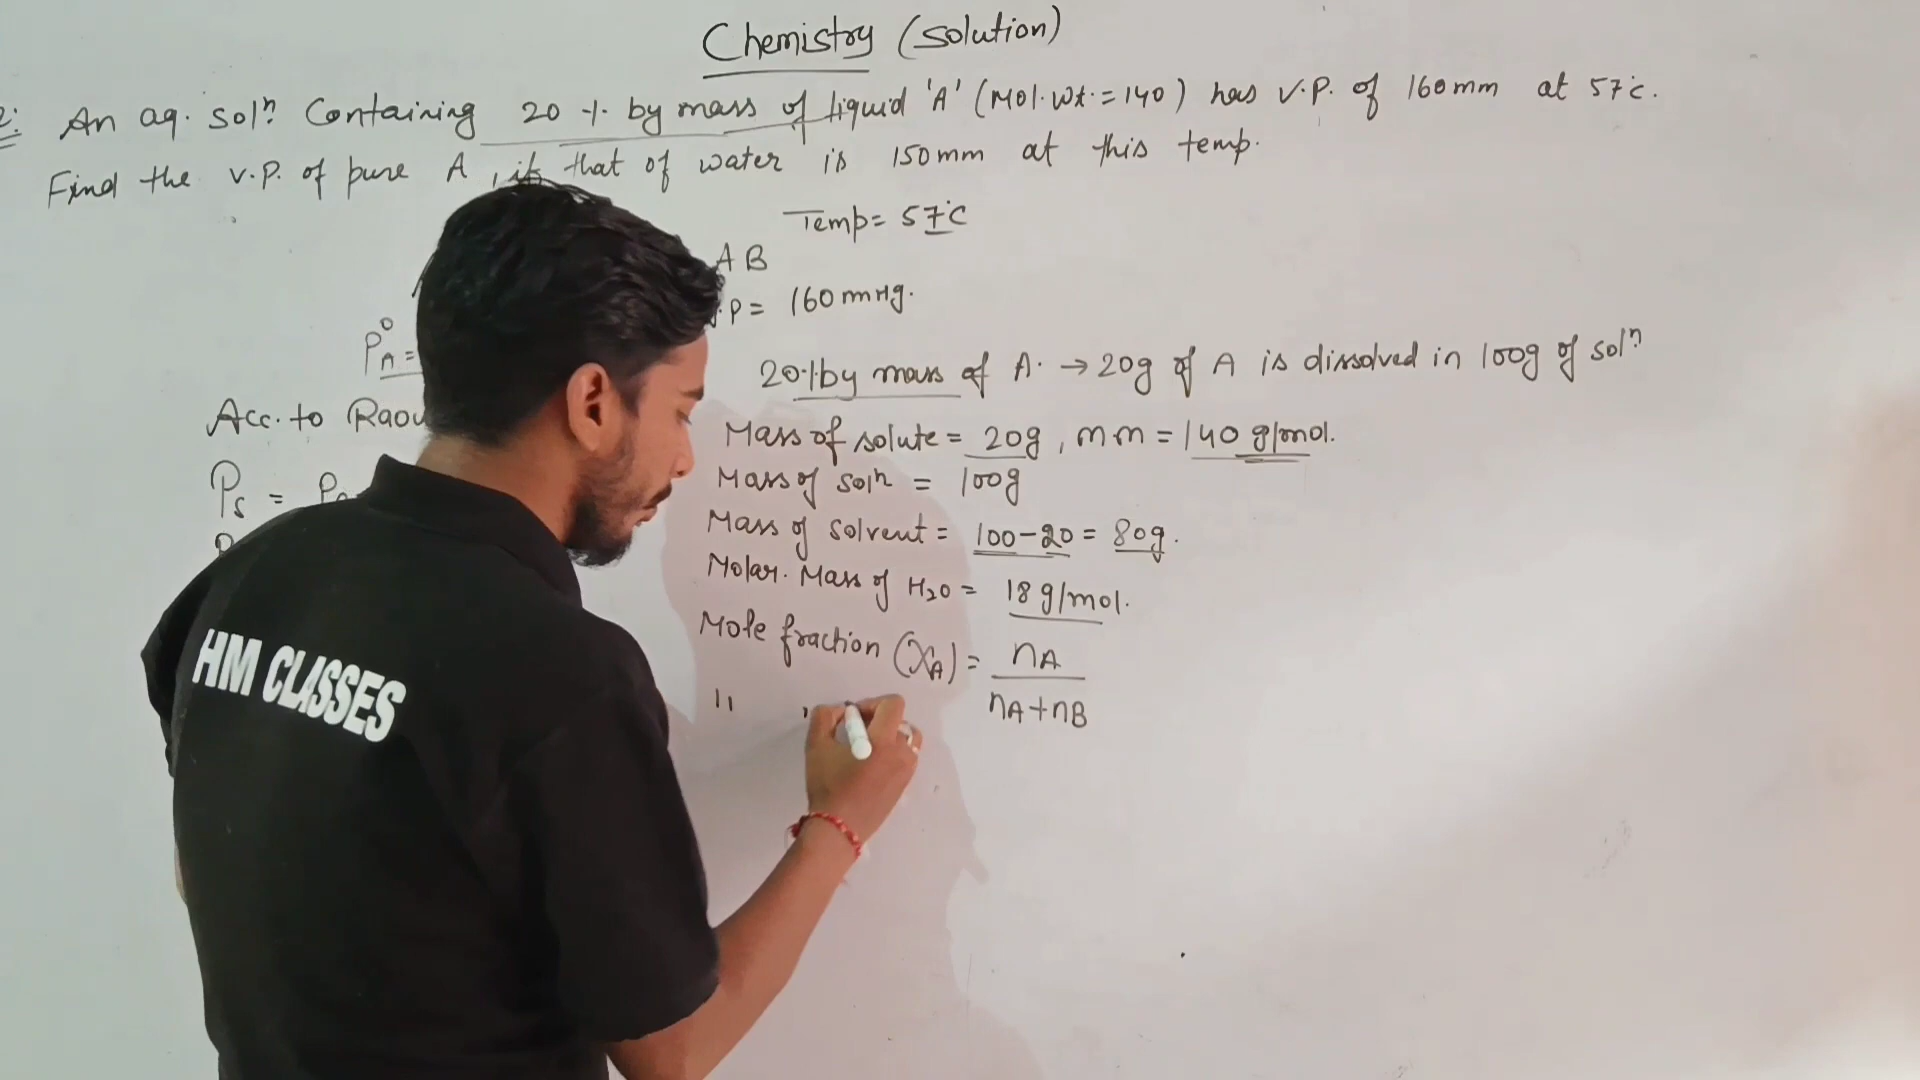 Chemistry (solution)
An aq. solⁿ. Containing 20 % by mass of liquid 'A' (Mol. Wt. = 140) has V.P. of 160mm at 57°C.
Find the V.P. of pure A, if that of water is 150mm at this temp.
Temp = 57°C
AB
.P = 160 mHg.
P°A =
20% by mass of A. → 20g of A is dissolved in 100g of solⁿ
Acc. to Raou
Mass of solute = 20g, mm = 140 g/mol.
Ps =
Mass of solⁿ = 100g
Mass of solvent = 100-20 = 80g.
Molar. Mass of H₂O = 18 g/mol.
Mole fraction (XA) = nA
nA+nB
"
HM CLASSES